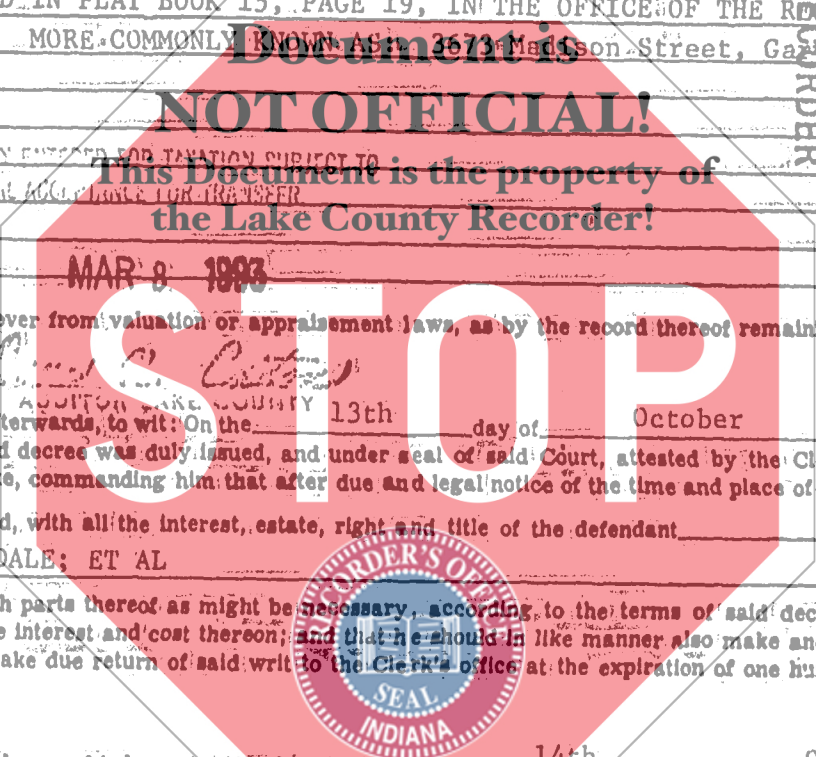 D IN PLAT BOOK 15, PAGE 19, IN THE OFFICE OF THE RE
MORE COMMONLY KNOWN AS: 3673 Madison Street, Ga
RECORDER
Document is
NOT OFFICIAL!
FOR TAXATION SUBJECT TO
This Document is the property of
ACCEPTANCE FOR TRANSFER
the Lake County Recorder!
MAR 8 1993
STOP
ever from valuation or appraisement laws, as by the record thereof remain
AUDITOR LAKE COUNTY
terwards, to wit: On the 13th day of October
d decree was duly issued, and under seal of said Court, attested by the Cl
e, commanding him that after due and legal notice of the time and place of
d, with all the interest, estate, right and title of the defendant
DALE; ET AL
h parts thereof as might be necessary, according to the terms of said dec
e interest and cost thereon; and that he should in like manner also make an
ake due return of said writ to the Clerk's office at the expiration of one hu
RECORDER'S OFFICE
SEAL
INDIANA
14th